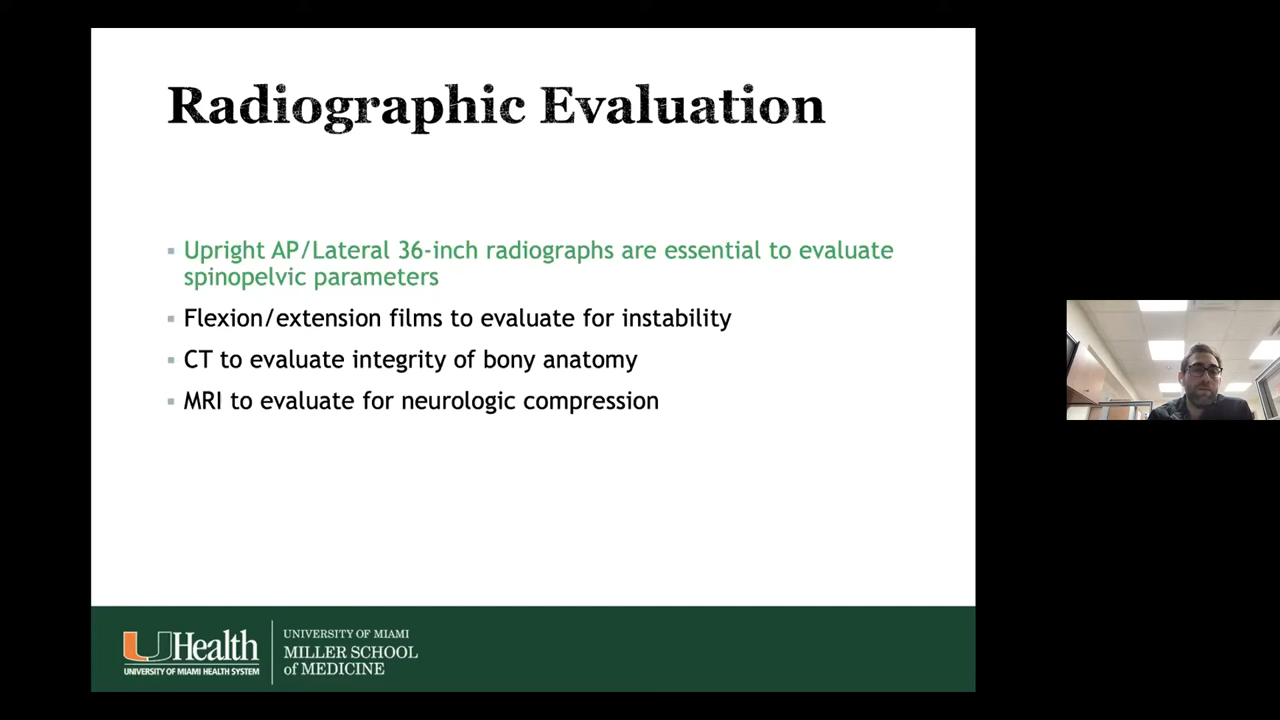 Radiographic Evaluation
Upright AP/Lateral 36-inch radiographs are essential to evaluate
spinopelvic parameters
Flexion/extension films to evaluate for instability
CT to evaluate integrity of bony anatomy
MRI to evaluate for neurologic compression
UHealth
UNIVERSITY OF MIAMI HEALTH SYSTEM
UNIVERSITY OF MIAMI
MILLER SCHOOL
of MEDICINE